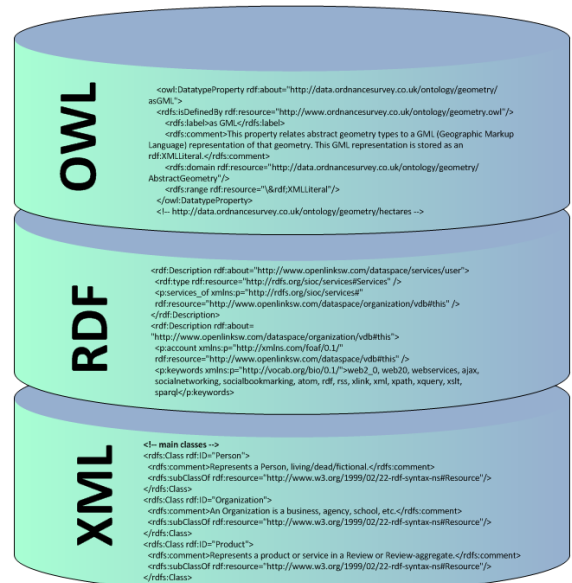 OWL
<owl:DatatypeProperty rdf:about="http://data.ordnancesurvey.co.uk/ontology/geometry/
asGML">
<rdfs:isDefinedBy rdf:resource="http://www.ordnancesurvey.co.uk/ontology/geometry.owl"/>
<rdfs:label>as GML</rdfs:label>
<rdfs:comment>This property relates abstract geometry types to a GML (Geographic Markup
Language) representation of that geometry. This GML representation is stored as an
rdf:XMLLiteral.</rdfs:comment>
<rdfs:domain rdf:resource="http://data.ordnancesurvey.co.uk/ontology/geometry/
AbstractGeometry"/>
<rdfs:range rdf:resource="\&rdf;XMLLiteral"/>
</owl:DatatypeProperty>
<!-- http://data.ordnancesurvey.co.uk/ontology/geometry/hectares -->
RDF
<rdf:Description rdf:about="http://www.openlinksw.com/dataspace/services/user">
<rdf:type rdf:resource="http://rdfs.org/sioc/services#Services" />
<p:services_of xmlns:p="http://rdfs.org/sioc/services#"
rdf:resource="http://www.openlinksw.com/dataspace/organization/vdb#this" />
</rdf:Description>
<rdf:Description rdf:about=
"http://www.openlinksw.com/dataspace/organization/vdb#this">
<p:account xmlns:p="http://xmlns.com/foaf/0.1/"
rdf:resource="http://www.openlinksw.com/dataspace/vdb#this" />
<p:keywords xmlns:p="http://vocab.org/bio/0.1/">web2_0, web20, webservices, ajax,
socialnetworking, socialbookmarking, atom, rdf, rss, xlink, xml, xpath, xquery, xslt,
sparql</p:keywords>
XML
<!-- main classes -->
<rdfs:Class rdf:ID="Person">
<rdfs:comment>Represents a Person, living/dead/fictional.</rdfs:comment>
<rdfs:subClassOf rdf:resource="http://www.w3.org/1999/02/22-rdf-syntax-ns#Resource"/>
</rdfs:Class>
<rdfs:Class rdf:ID="Organization">
<rdfs:comment>An Organization is a business, agency, school, etc.</rdfs:comment>
<rdfs:subClassOf rdf:resource="http://www.w3.org/1999/02/22-rdf-syntax-ns#Resource"/>
</rdfs:Class>
<rdfs:Class rdf:ID="Product">
<rdfs:comment>Represents a product or service in a Review or Review-aggregate.</rdfs:comment>
<rdfs:subClassOf rdf:resource="http://www.w3.org/1999/02/22-rdf-syntax-ns#Resource"/>
</rdfs:Class>